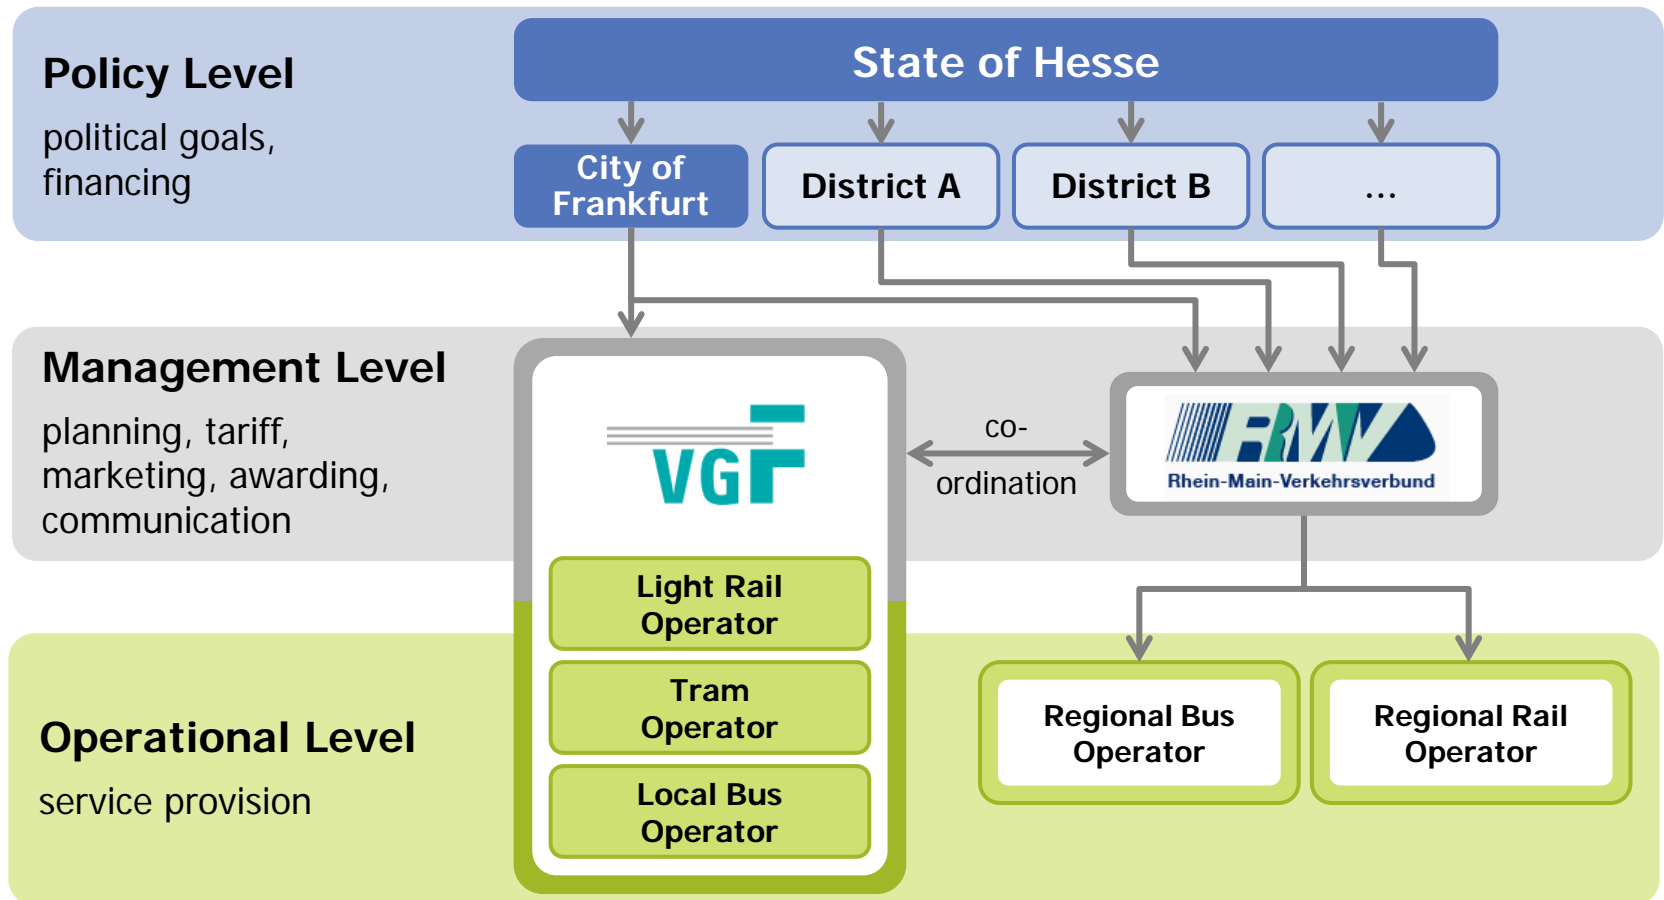 Policy Level
political goals,
financing
State of Hesse
City of
Frankfurt
District A
District B
...
Management Level
planning, tariff,
marketing, awarding,
communication
VGF
co-
ordination
RMV
Rhein-Main-Verkehrsverbund
Light Rail
Operator
Tram
Operator
Local Bus
Operator
Operational Level
service provision
Regional Bus
Operator
Regional Rail
Operator